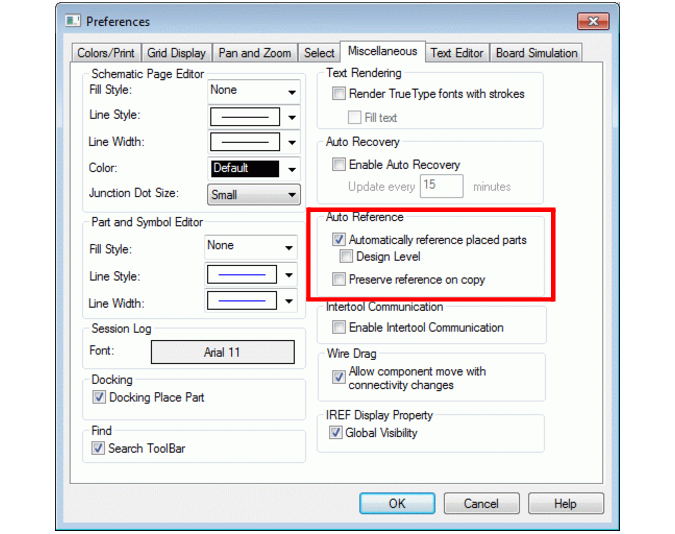 Preferences
Colors/Print Grid Display Pan and Zoom Select Miscellaneous Text Editor Board Simulation
Schematic Page Editor
Fill Style: None
Line Style:
Line Width:
Color: Default
Junction Dot Size: Small
Part and Symbol Editor
Fill Style: None
Line Style:
Line Width:
Session Log
Font: Arial 11
Docking
Docking Place Part
Find
Search ToolBar
Text Rendering
Render TrueType fonts with strokes
Fill text
Auto Recovery
Enable Auto Recovery
Update every 15 minutes
Auto Reference
Automatically reference placed parts
Design Level
Preserve reference on copy
Intertool Communication
Enable Intertool Communication
Wire Drag
Allow component move with
connectivity changes
IREF Display Property
Global Visibility
OK Cancel Help